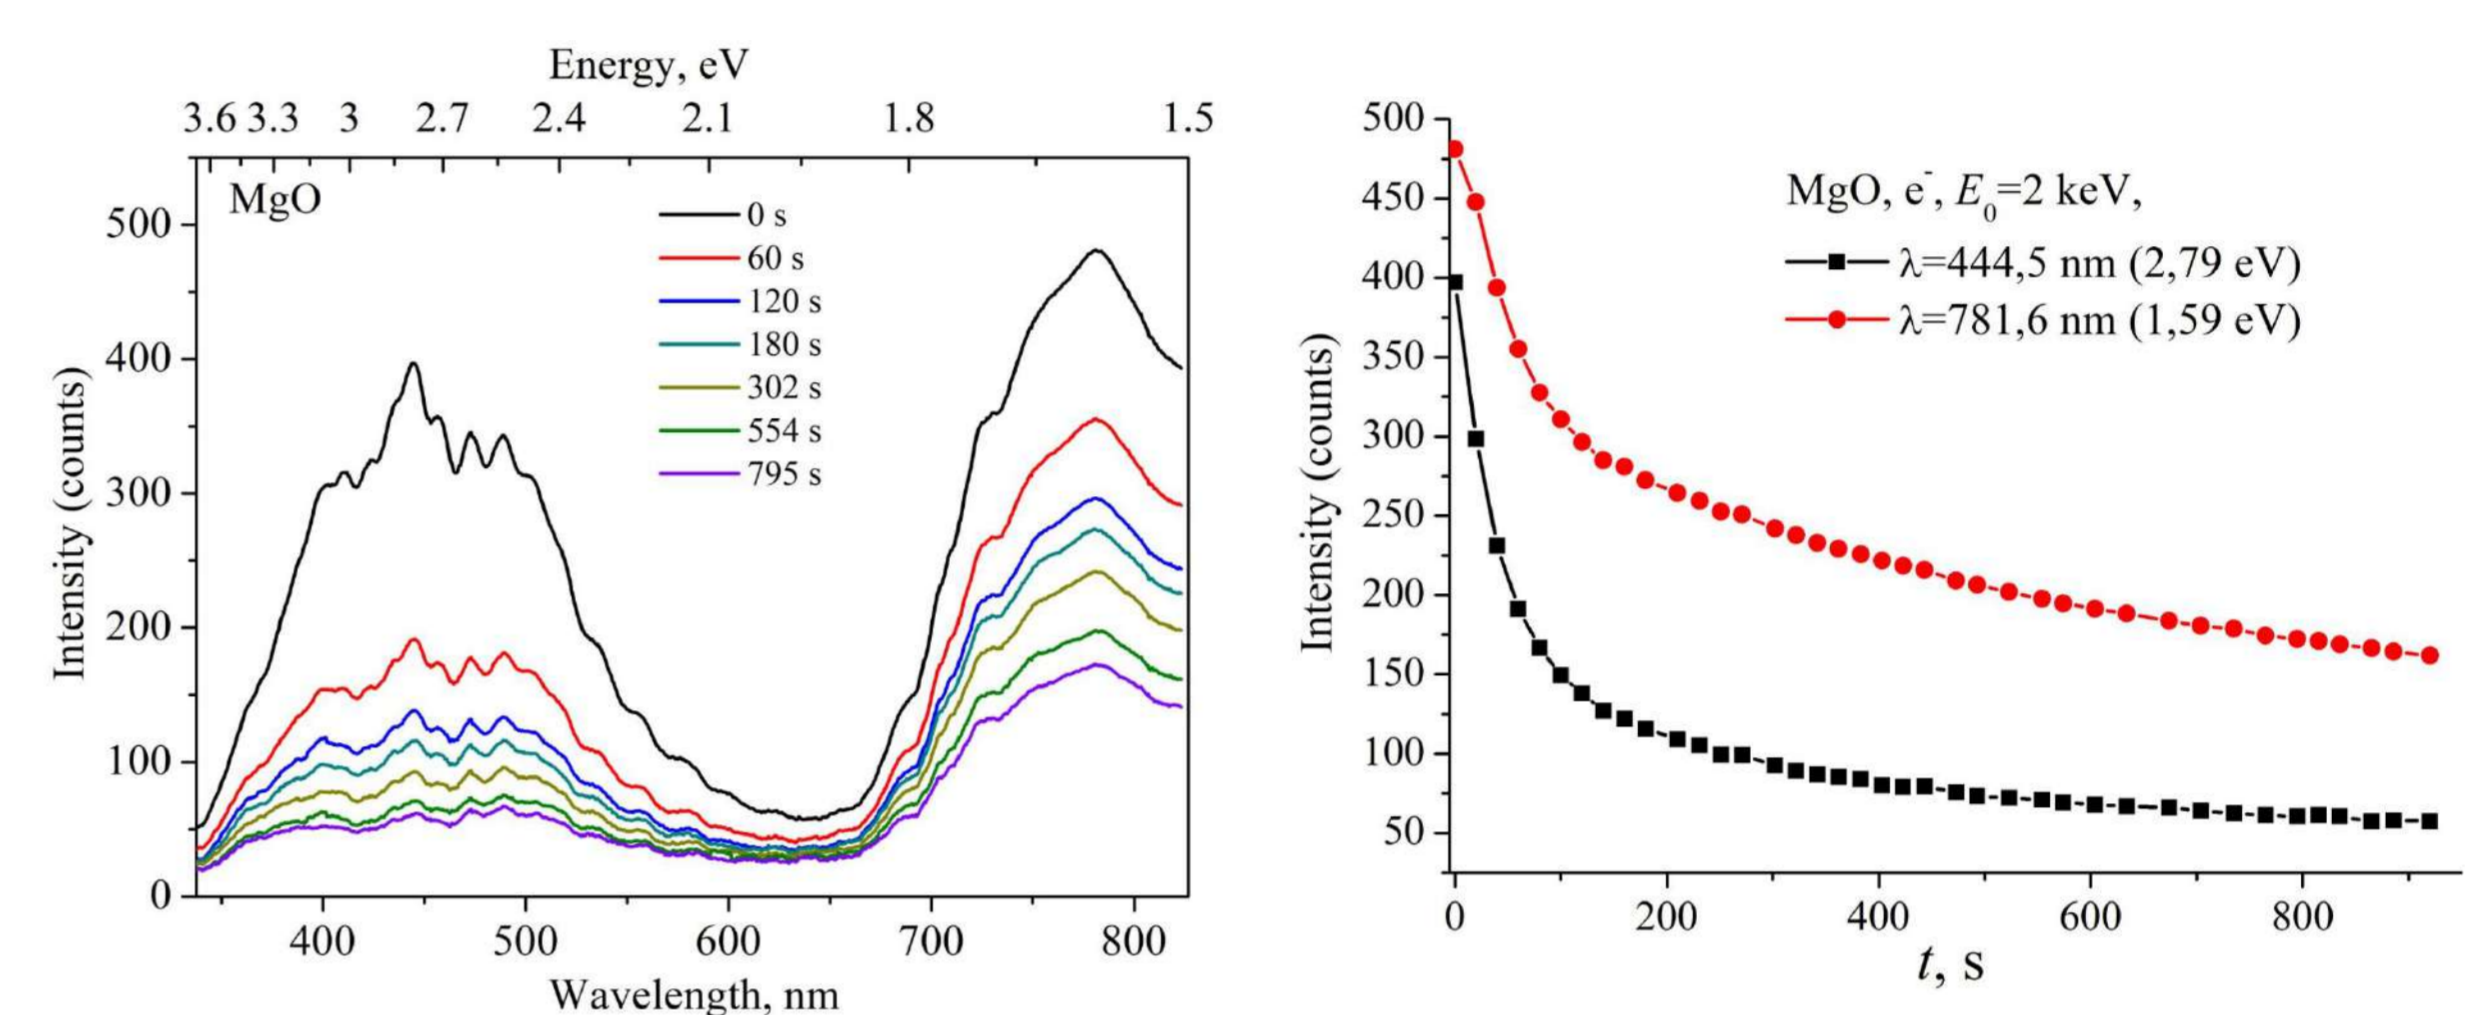 Energy, eV
3.6 3.3 3 2.7 2.4 2.1 1.8 1.5
MgO
0 s
60 s
120 s
180 s
302 s
554 s
795 s
500
400
300
200
100
0
Intensity (counts)
400 500 600 700 800
Wavelength, nm
500
450
400
350
300
250
200
150
100
50
Intensity (counts)
MgO, e⁻, E₀=2 keV,
λ=444,5 nm (2,79 eV)
λ=781,6 nm (1,59 eV)
0 200 400 600 800
t, s